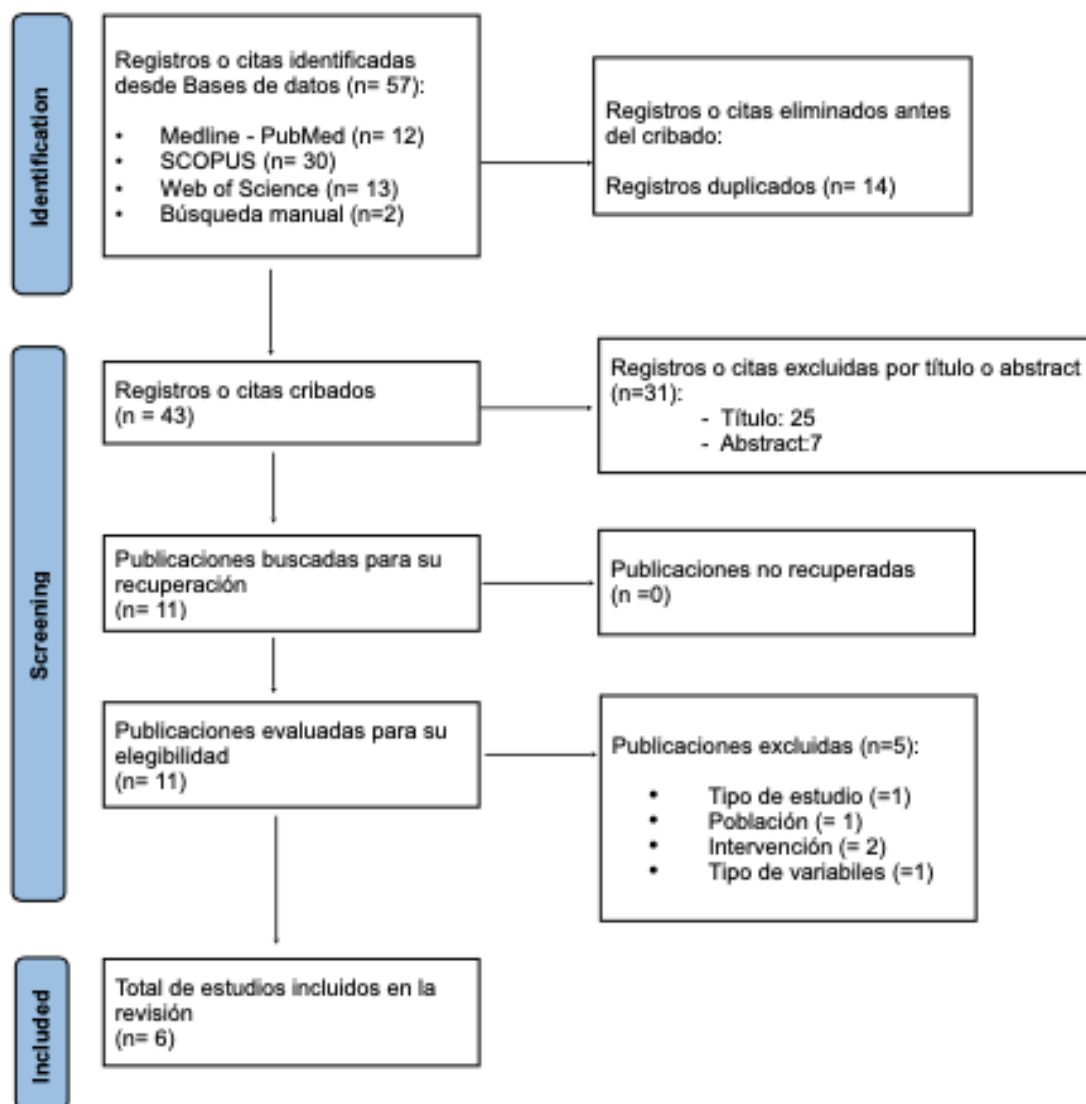 Identification
Registros o citas identificadas
desde Bases de datos (n= 57):
• Medline - PubMed (n= 12)
• SCOPUS (n= 30)
• Web of Science (n= 13)
• Búsqueda manual (n=2)
Registros o citas eliminados antes
del cribado:
Registros duplicados (n= 14)
Screening
Registros o citas cribados
(n = 43)
Registros o citas excluidas por título o abstract
(n=31):
- Título: 25
- Abstract:7
Publicaciones buscadas para su
recuperación
(n= 11)
Publicaciones no recuperadas
(n =0)
Publicaciones evaluadas para su
elegibilidad
(n= 11)
Publicaciones excluidas (n=5):
• Tipo de estudio (=1)
• Población (= 1)
• Intervención (= 2)
• Tipo de variabiles (=1)
Included
Total de estudios incluidos en la
revisión
(n= 6)